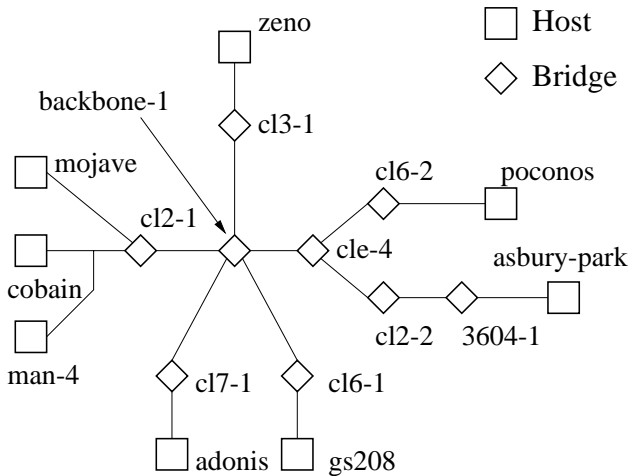 zeno
Host
Bridge
backbone-1
cl3-1
mojave
cl6-2
poconos
cl2-1
cle-4
asbury-park
cobain
cl2-2
3604-1
man-4
cl7-1
cl6-1
adonis
gs208